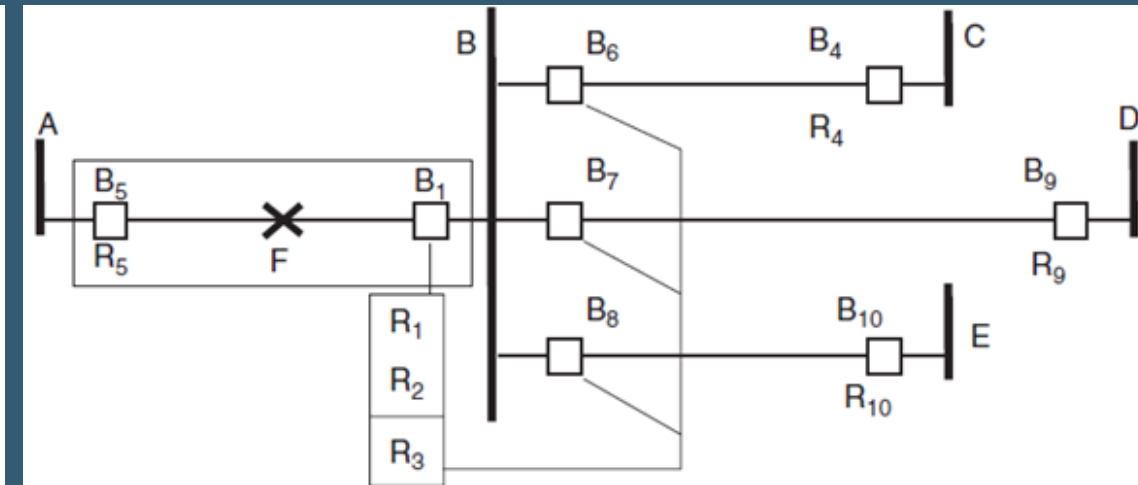 B
B₆
B₄
C
R₄
A
D
B₅
B₁
B₇
B₉
R₅
F
R₉
R₁
B₈
B₁₀
E
R₂
R₁₀
R₃